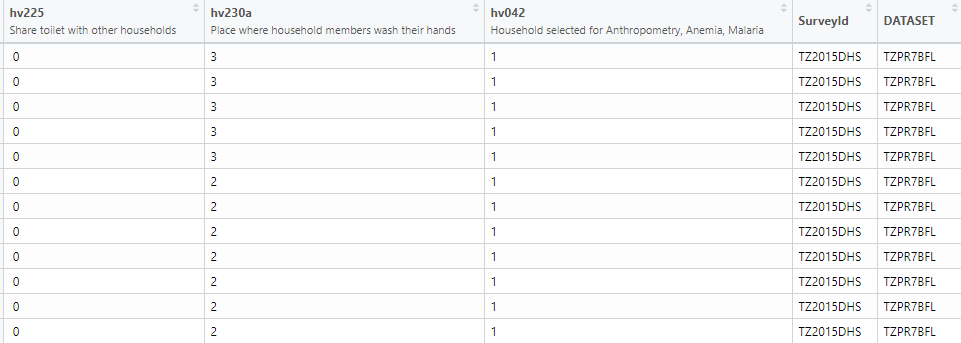 hv225 hv230a hv042 SurveyId DATASET
Share toilet with other households Place where household members wash their hands Household selected for Anthropometry, Anemia, Malaria
0 3 1 TZ2015DHS TZPR7BFL
0 3 1 TZ2015DHS TZPR7BFL
0 3 1 TZ2015DHS TZPR7BFL
0 3 1 TZ2015DHS TZPR7BFL
0 3 1 TZ2015DHS TZPR7BFL
0 2 1 TZ2015DHS TZPR7BFL
0 2 1 TZ2015DHS TZPR7BFL
0 2 1 TZ2015DHS TZPR7BFL
0 2 1 TZ2015DHS TZPR7BFL
0 2 1 TZ2015DHS TZPR7BFL
0 2 1 TZ2015DHS TZPR7BFL
0 2 1 TZ2015DHS TZPR7BFL